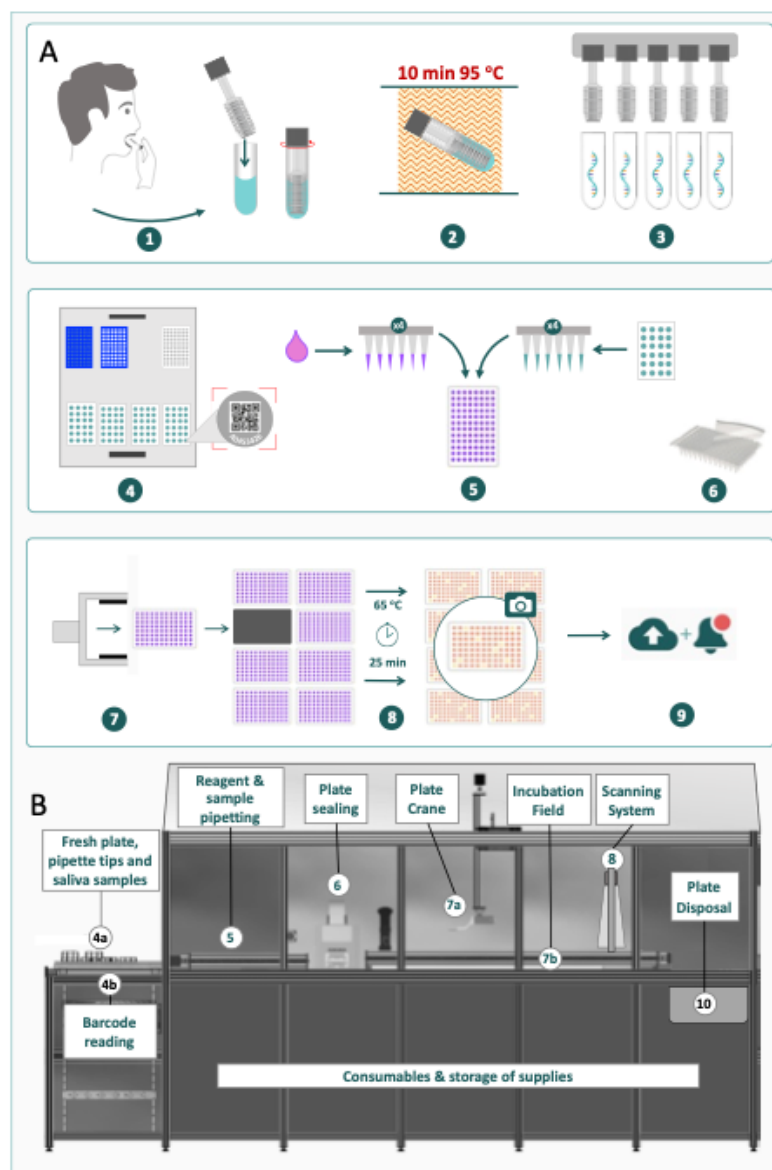 A
10 min 95 °C
1
2
3
x4
x4
4
5
6
65 °C
25 min
7
8
9
B
Reagent &
sample
pipetting
Plate
sealing
Plate
Crane
Incubation
Field
Scanning
System
Fresh plate,
pipette tips and
saliva samples
Plate
Disposal
4a
5
6
7a
7b
8
4b
10
Barcode
reading
Consumables & storage of supplies